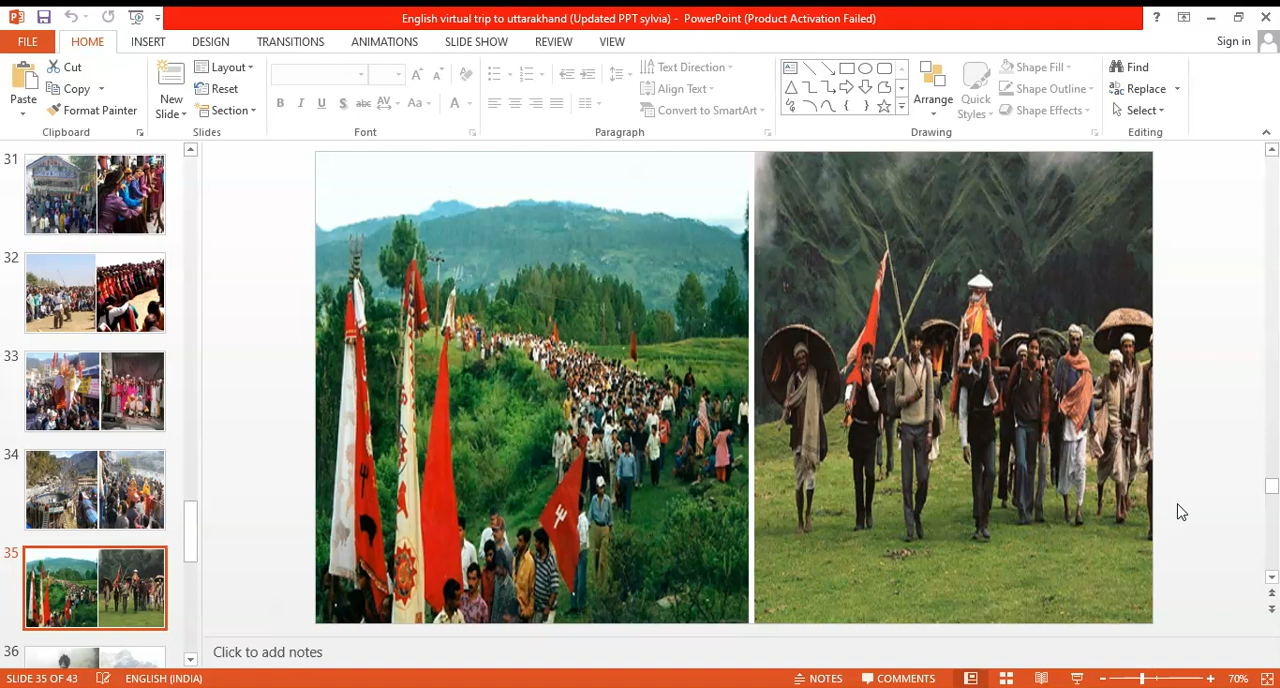 English virtual trip to uttarakhand (Updated PPT sylvia) - PowerPoint (Product Activation Failed)
FILE HOME INSERT DESIGN TRANSITIONS ANIMATIONS SLIDE SHOW REVIEW VIEW Sign in
Paste Cut Copy Format Painter Clipboard
New Slide Layout Reset Section Slides
B I U S abc AV Aa A Font
Text Direction Align Text Convert to SmartArt Paragraph
Arrange Quick Styles Shape Fill Shape Outline Shape Effects Drawing
Find Replace Select Editing
31
32
33
34
35
36
Click to add notes
SLIDE 35 OF 43 ENGLISH (INDIA) NOTES COMMENTS 70%